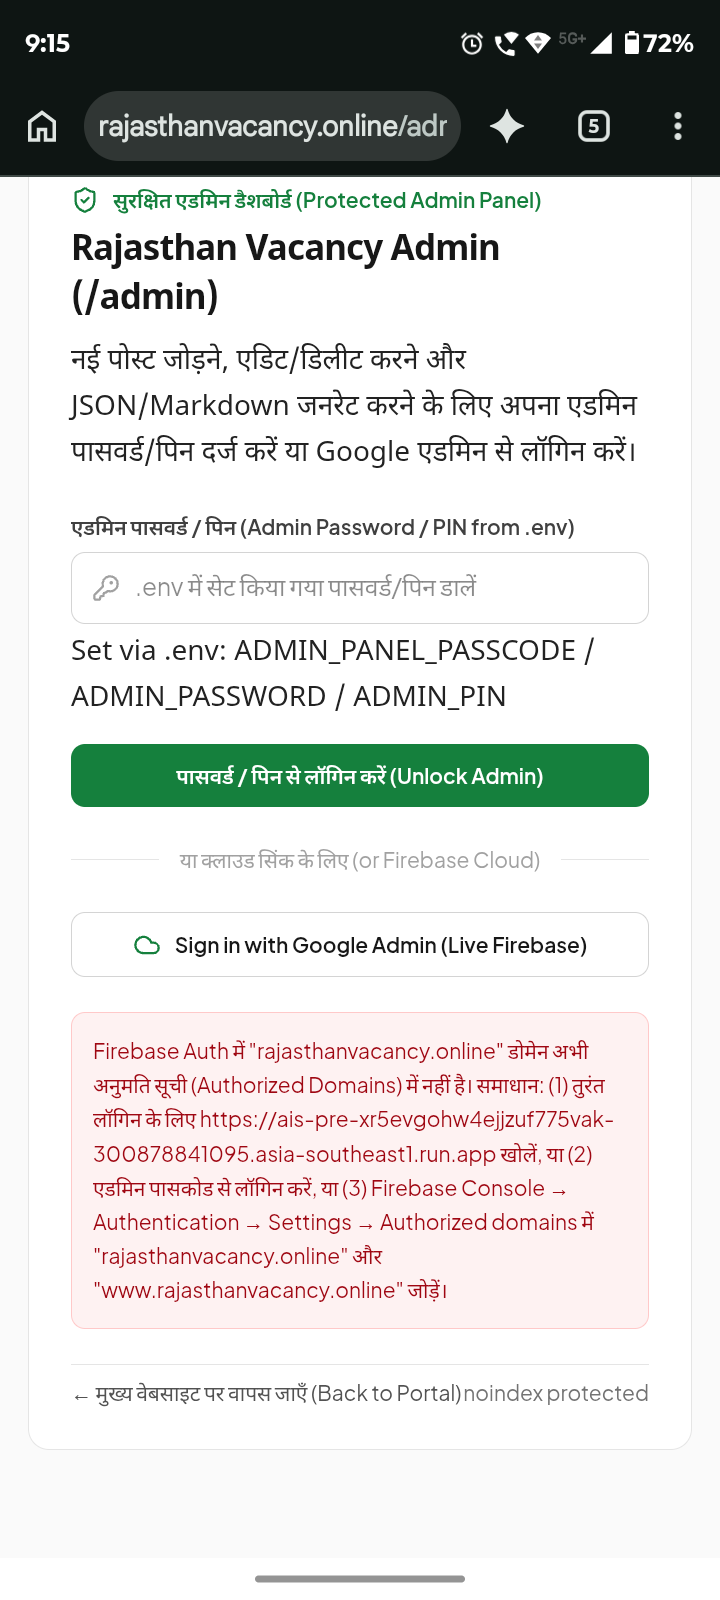 9:15
5G+
72%
rajasthanvacancy.online/adr
5
सुरक्षित एडमिन डैशबोर्ड (Protected Admin Panel)
Rajasthan Vacancy Admin
(/admin)
नई पोस्ट जोड़ने, एडिट/डिलीट करने और
JSON/Markdown जनरेट करने के लिए अपना एडमिन
पासवर्ड/पिन दर्ज करें या Google एडमिन से लॉगिन करें।
एडमिन पासवर्ड / पिन (Admin Password / PIN from .env)
.env में सेट किया गया पासवर्ड/पिन डालें
Set via .env: ADMIN_PANEL_PASSCODE /
ADMIN_PASSWORD / ADMIN_PIN
पासवर्ड / पिन से लॉगिन करें (Unlock Admin)
या क्लाउड सिंक के लिए (or Firebase Cloud)
Sign in with Google Admin (Live Firebase)
Firebase Auth में "rajasthanvacancy.online" डोमेन अभी
अनुमति सूची (Authorized Domains) में नहीं है। समाधान: (1) तुरंत
लॉगिन के लिए https://ais-pre-xr5evgohw4ejjzuf775vak-
300878841095.asia-southeast1.run.app खोलें, या (2)
एडमिन पासकोड से लॉगिन करें, या (3) Firebase Console →
Authentication → Settings → Authorized domains में
"rajasthanvacancy.online" और
"www.rajasthanvacancy.online" जोड़ें।
← मुख्य वेबसाइट पर वापस जाएँ (Back to Portal) noindex protected